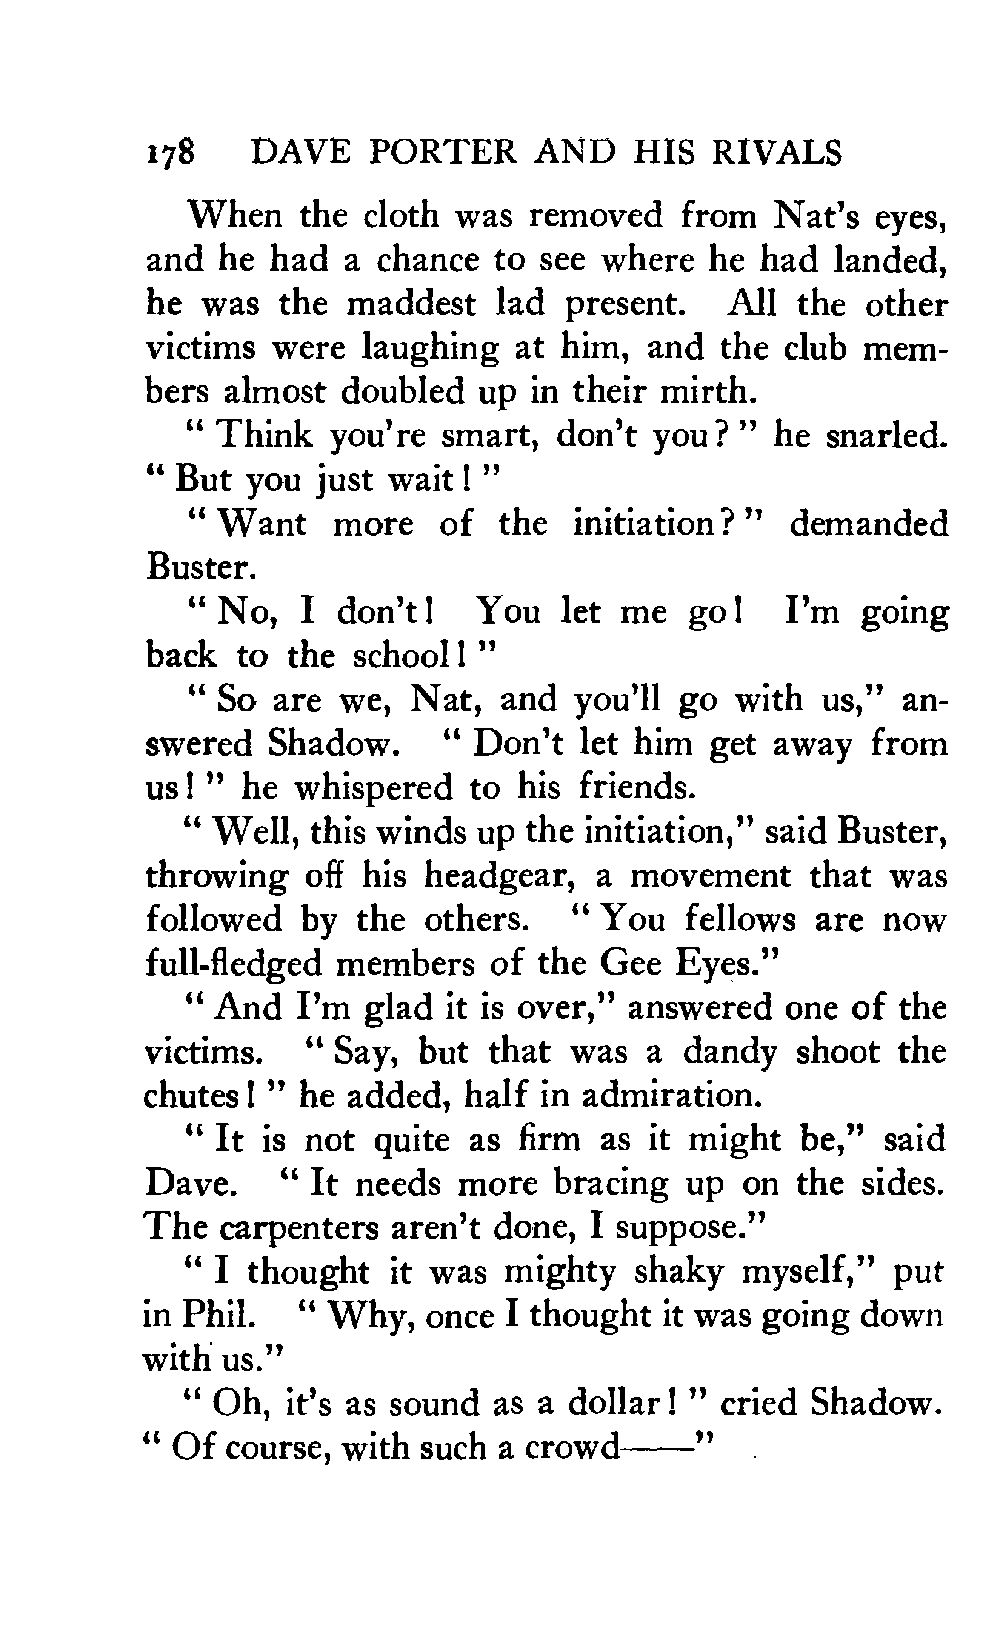 178 DAVE PORTER AND HIS RIVALS
When the cloth was removed from Nat's eyes,
and he had a chance to see where he had landed,
he was the maddest lad present. All the other
victims were laughing at him, and the club mem-
bers almost doubled up in their mirth.
" Think you're smart, don't you? " he snarled.
" But you just wait! "
" Want more of the initiation? " demanded
Buster.
" No, I don't! You let me go! I'm going
back to the school! "
" So are we, Nat, and you'll go with us," an-
swered Shadow. " Don't let him get away from
us! " he whispered to his friends.
" Well, this winds up the initiation," said Buster,
throwing off his headgear, a movement that was
followed by the others. " You fellows are now
full-fledged members of the Gee Eyes."
" And I'm glad it is over," answered one of the
victims. " Say, but that was a dandy shoot the
chutes! " he added, half in admiration.
" It is not quite as firm as it might be," said
Dave. " It needs more bracing up on the sides.
The carpenters aren't done, I suppose."
" I thought it was mighty shaky myself," put
in Phil. " Why, once I thought it was going down
with us."
" Oh, it's as sound as a dollar! " cried Shadow.
" Of course, with such a crowd——"